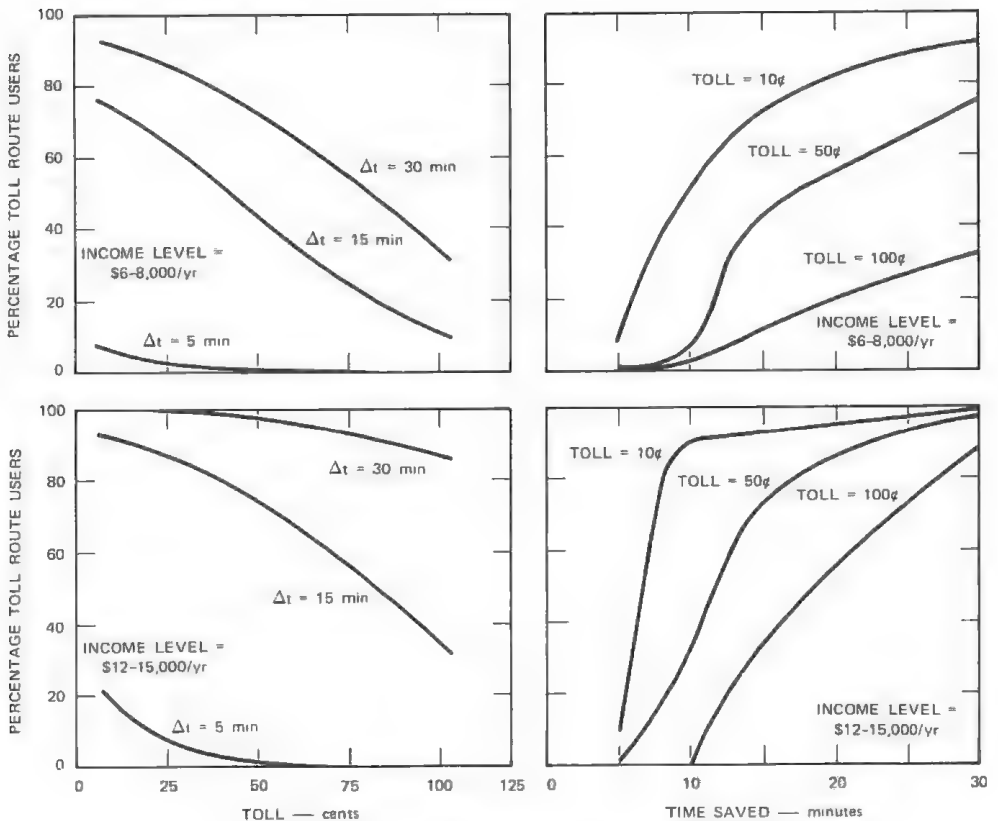 PERCENTAGE TOLL ROUTE USERS
100
80
60
40
20
0
Δt = 30 min
Δt = 15 min
INCOME LEVEL =
$6-8,000/yr
Δt = 5 min
TOLL = 10¢
TOLL = 50¢
TOLL = 100¢
INCOME LEVEL =
$6-8,000/yr
PERCENTAGE TOLL ROUTE USERS
100
80
60
40
20
0
Δt = 30 min
Δt = 15 min
INCOME LEVEL =
$12-15,000/yr
Δt = 5 min
0 25 50 75 100 125
TOLL — cents
TOLL = 10¢
TOLL = 50¢
TOLL = 100¢
INCOME LEVEL =
$12-15,000/yr
0 10 20 30
TIME SAVED — minutes